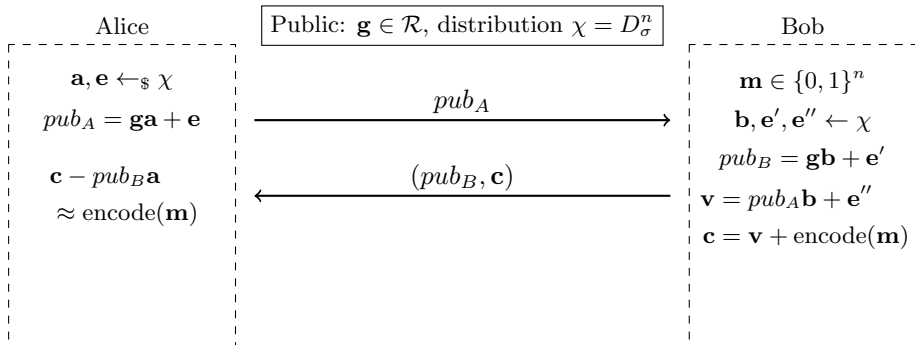 Public: g ∈ R, distribution χ = D_σ^n
Alice
a, e ←_$ χ
pub_A = ga + e
c − pub_B a
≈ encode(m)
pub_A
(pub_B, c)
Bob
m ∈ {0, 1}^n
b, e′, e″ ← χ
pub_B = gb + e′
v = pub_A b + e″
c = v + encode(m)